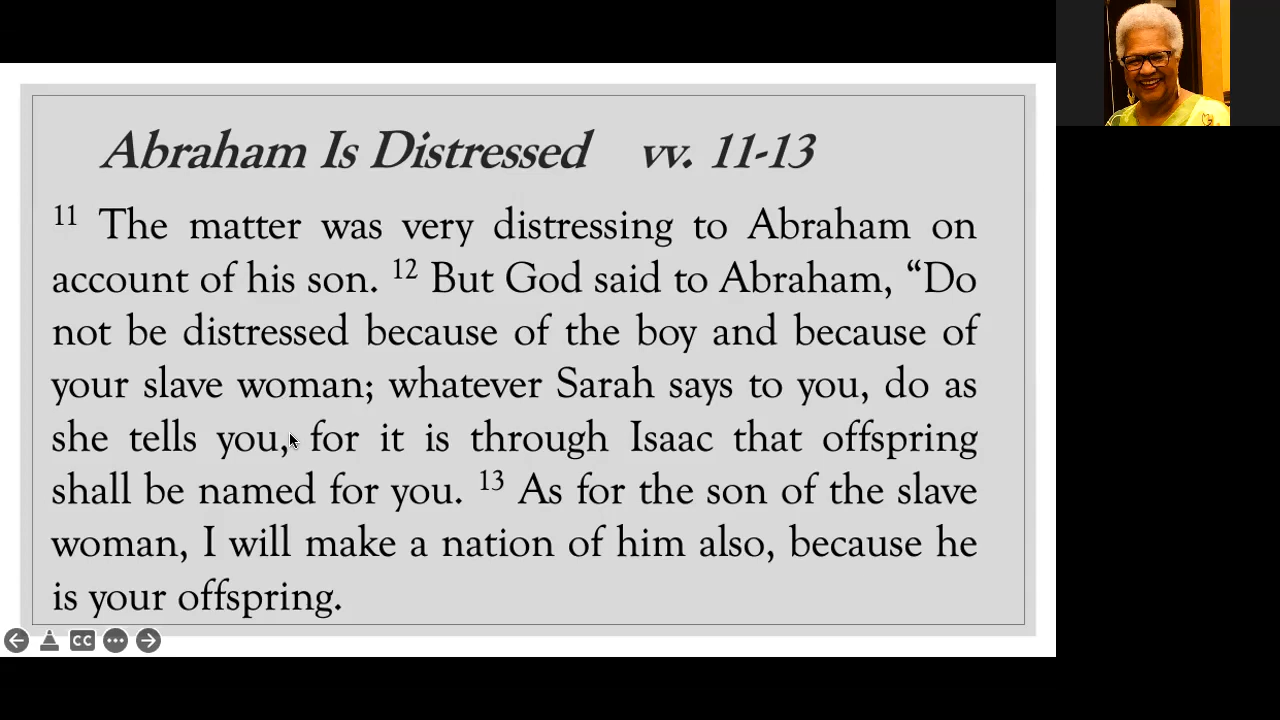 Abraham Is Distressed vv. 11-13
11 The matter was very distressing to Abraham on
account of his son. 12 But God said to Abraham, “Do
not be distressed because of the boy and because of
your slave woman; whatever Sarah says to you, do as
she tells you, for it is through Isaac that offspring
shall be named for you. 13 As for the son of the slave
woman, I will make a nation of him also, because he
is your offspring.
CC